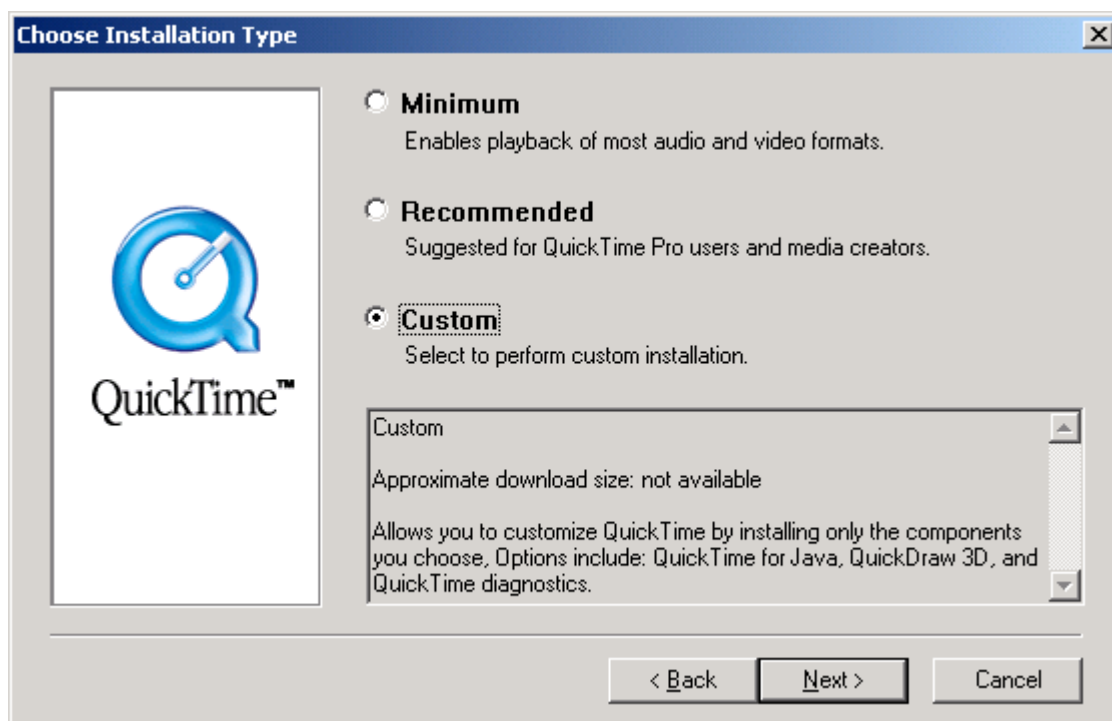 Choose Installation Type
Minimum
Enables playback of most audio and video formats.
Recommended
Suggested for QuickTime Pro users and media creators.
Custom
Select to perform custom installation.
QuickTime™
Custom
Approximate download size: not available
Allows you to customize QuickTime by installing only the components
you choose, Options include: QuickTime for Java, QuickDraw 3D, and
QuickTime diagnostics.
< Back
Next >
Cancel